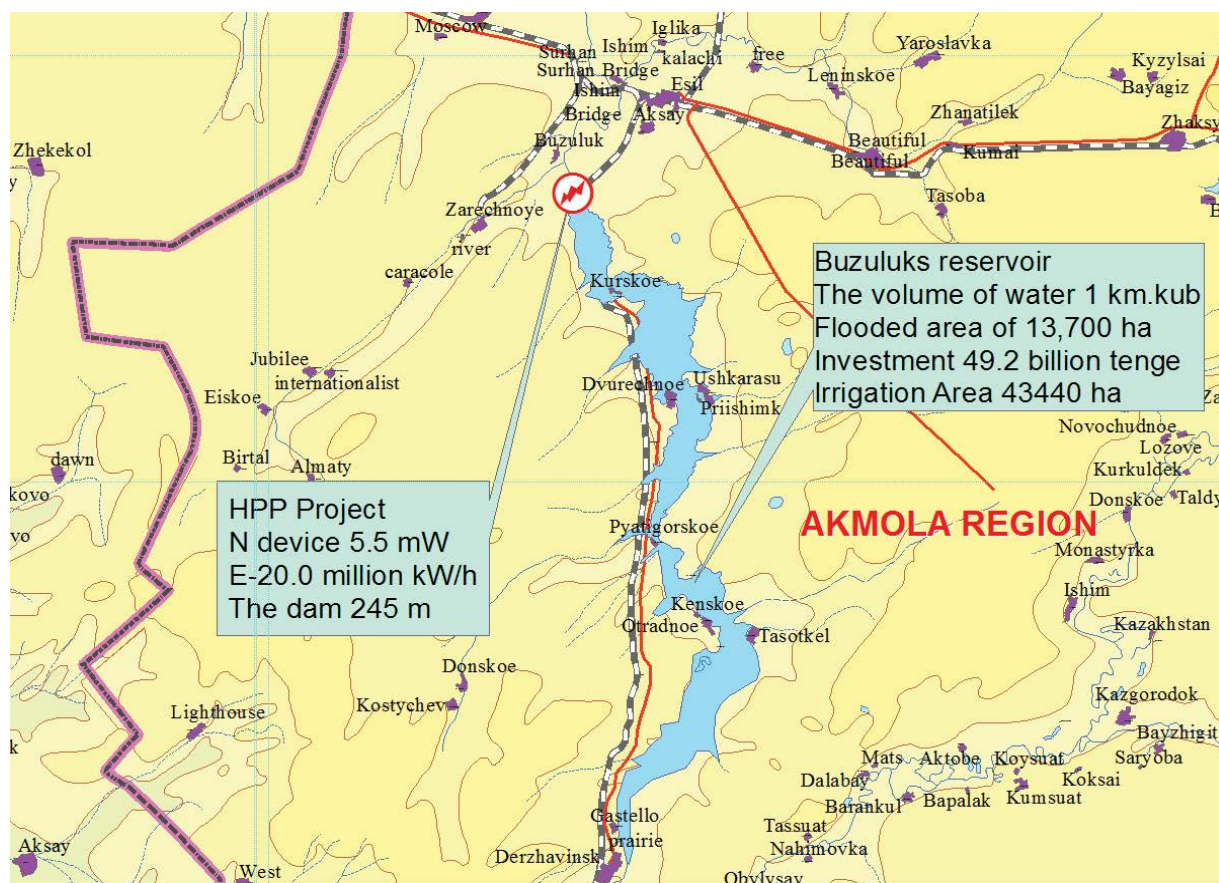 Moscow
Iglika
Surhan
Ishim
kalachi
free
Yaroslavka
Surhan Bridge
Esil
Leninskoe
Kyzylsai
Bayagiz
Ishim
Bridge
Aksay
Zhanatilek
Zhaksy
Buzuluk
Beautiful
Beautiful
Kumai
Zhekekol
y
Tasoba
Zarechnoye
river
caracole
Buzuluks reservoir
The volume of water 1 km.kub
Flooded area of 13,700 ha
Investment 49.2 billion tenge
Irrigation Area 43440 ha
Kurskoe
Jubilee
internationalist
Dvurechnoe
Ushkarasu
Priishimk
Eiskoe
Novochudnoe
Lozove
Birtal
Almaty
dawn
kovo
Kurkuldek
Donskoe
Taldy
vo
HPP Project
N device 5.5 mW
E-20.0 million kW/h
The dam 245 m
Pyatigorskoe
AKMOLA REGION
Monastyrka
Ishim
Kenskoe
Otradnoe
Tasotkel
Kazakhstan
Donskoe
Kostychev
Lighthouse
k
Kazgorodok
Bayzhigit
Mats
Aktobe
Koysuat
Saryoba
Dalabay
Koksai
Barankul
Bapalak
Kumsuat
Gastello
prairie
Tassuat
Nahimovka
Derzhavinsk
Aksay
West
Obylysay